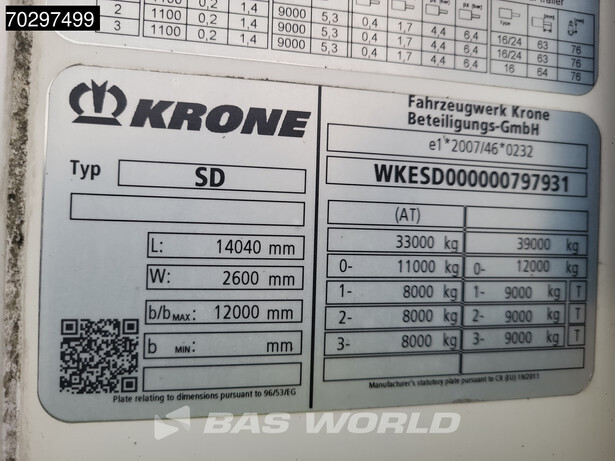 70297499
2 1100 0,2 1,4 9000 5,3 0,4 1,7 4,4 6,4 16/24 63 76
3 1100 0,2 1,4 9000 5,3 0,4 1,7 4,4 6,4 16/24 63 76
16 64 76
KRONE
Typ SD
L: 14040 mm
W: 2600 mm
b/b MAX: 12000 mm
b MIN: mm
Plate relating to dimensions pursuant to 96/53/EG
Fahrzeugwerk Krone
Beteiligungs-GmbH
e1*2007/46*0232
WKESD000000797931
(AT)
33000 kg 39000 kg
0- 11000 kg 0- 12000 kg
1- 8000 kg 1- 9000 kg T
2- 8000 kg 2- 9000 kg T
3- 8000 kg 3- 9000 kg T
Manufacturer's statutory plate pursuant to CR (EU) 19/2011
BAS WORLD